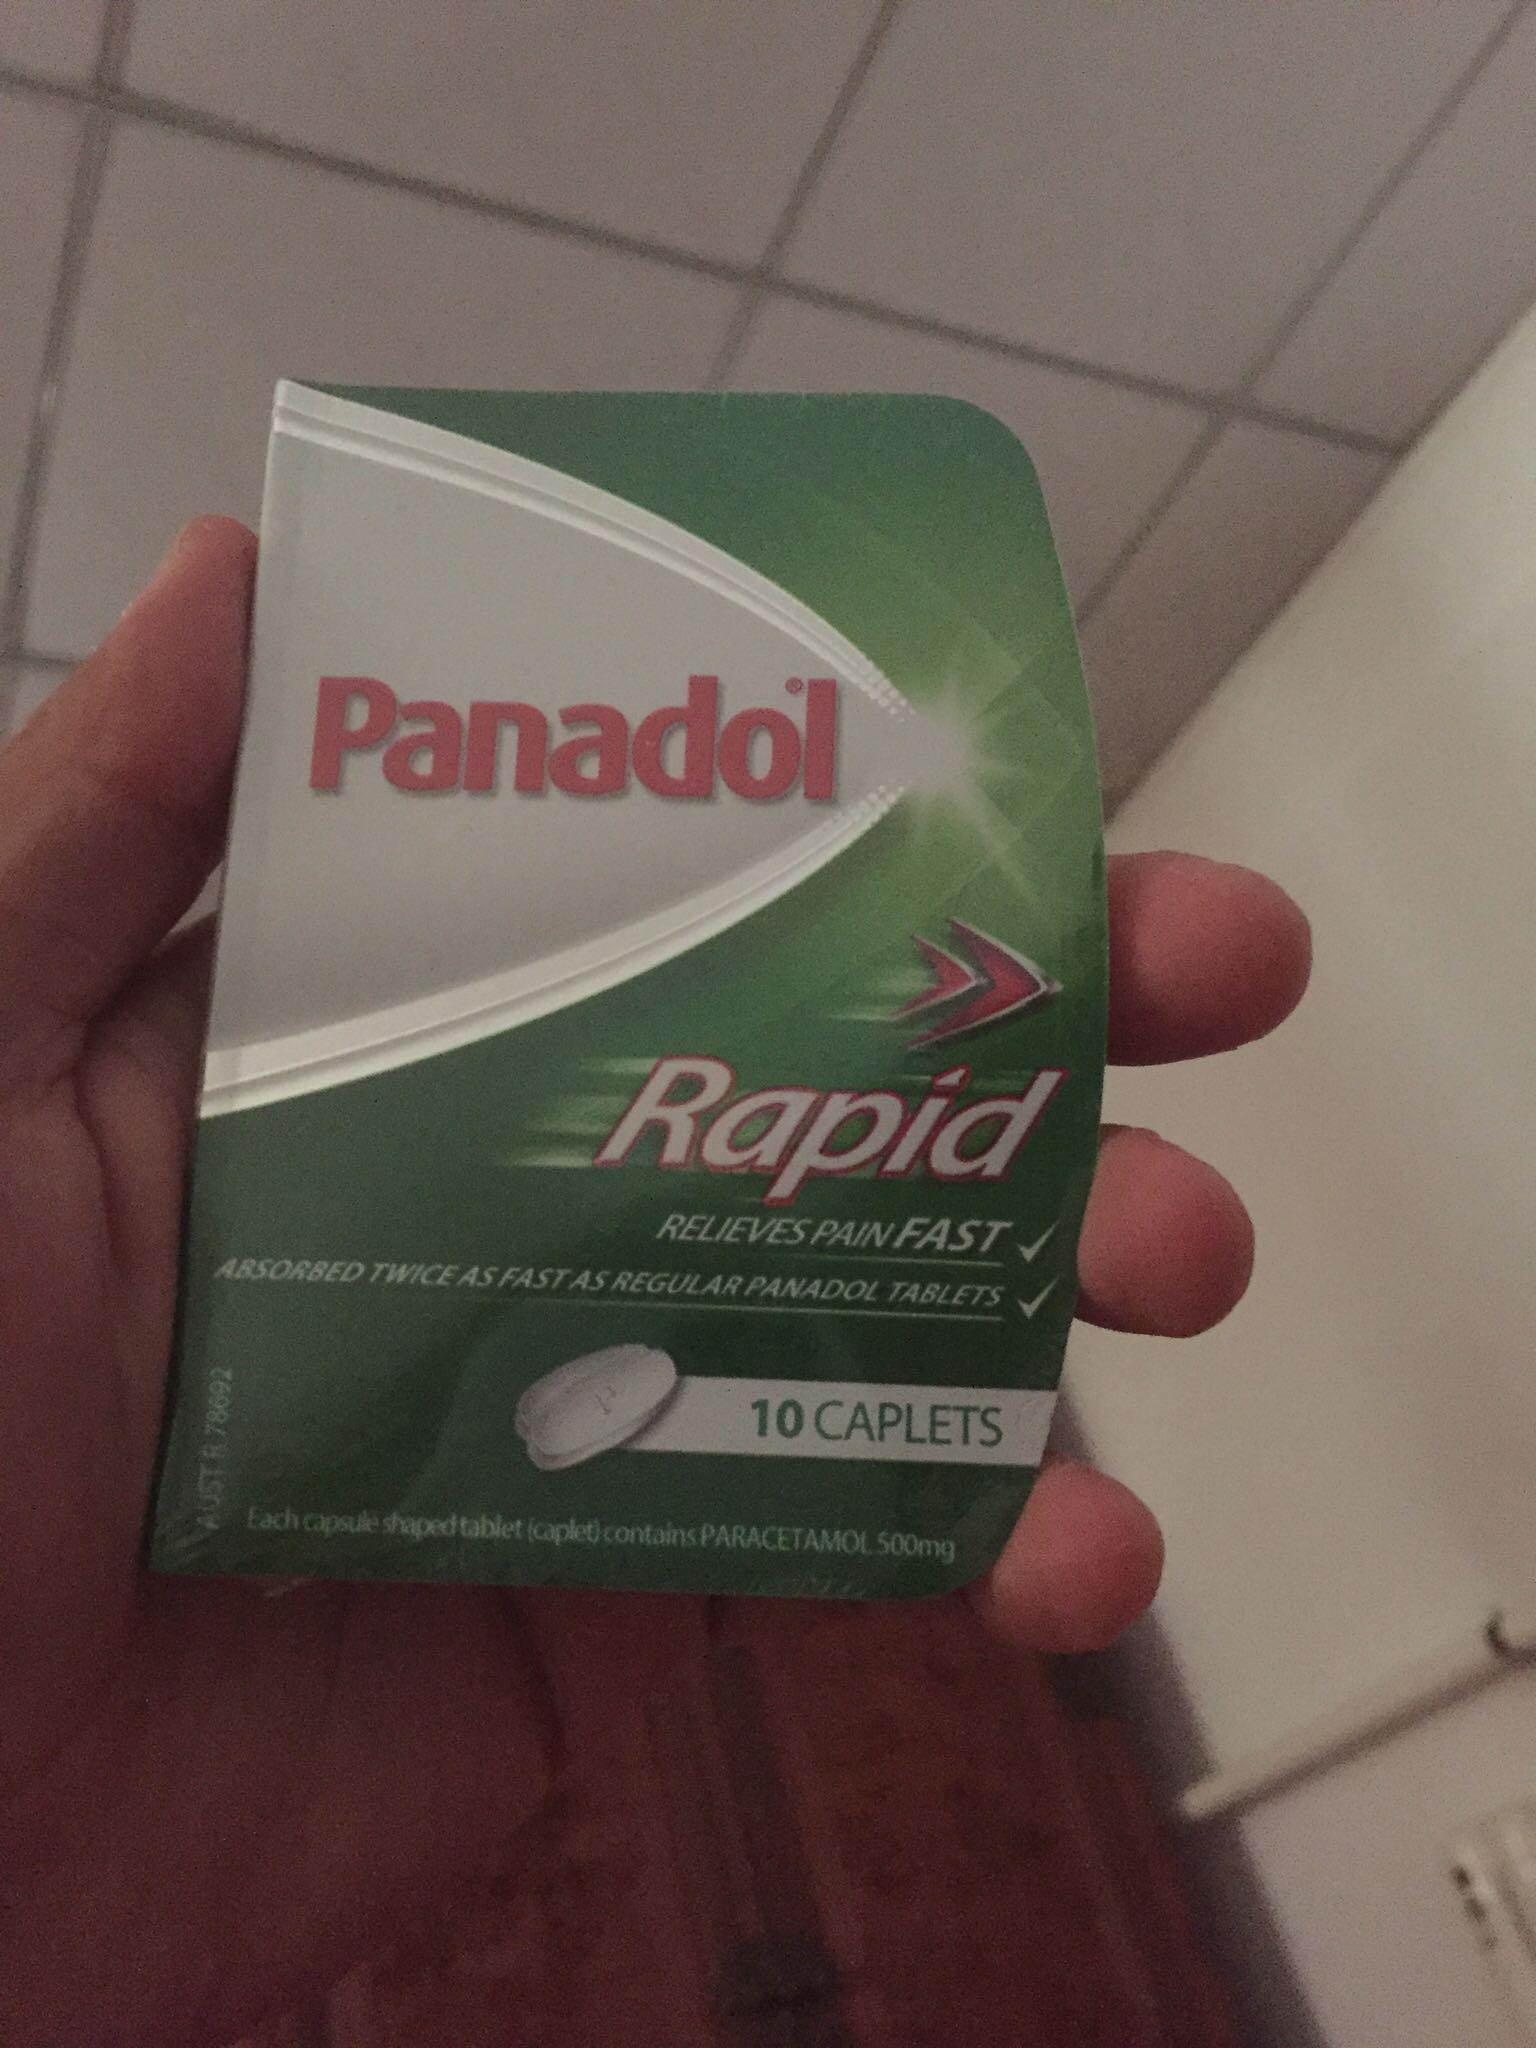 Panadol®
Rapid
RELIEVES PAIN FAST
ABSORBED TWICE AS FAST AS REGULAR PANADOL TABLETS
10 CAPLETS
AUST R 78692
Each capsule shaped tablet (caplet) contains PARACETAMOL 500mg